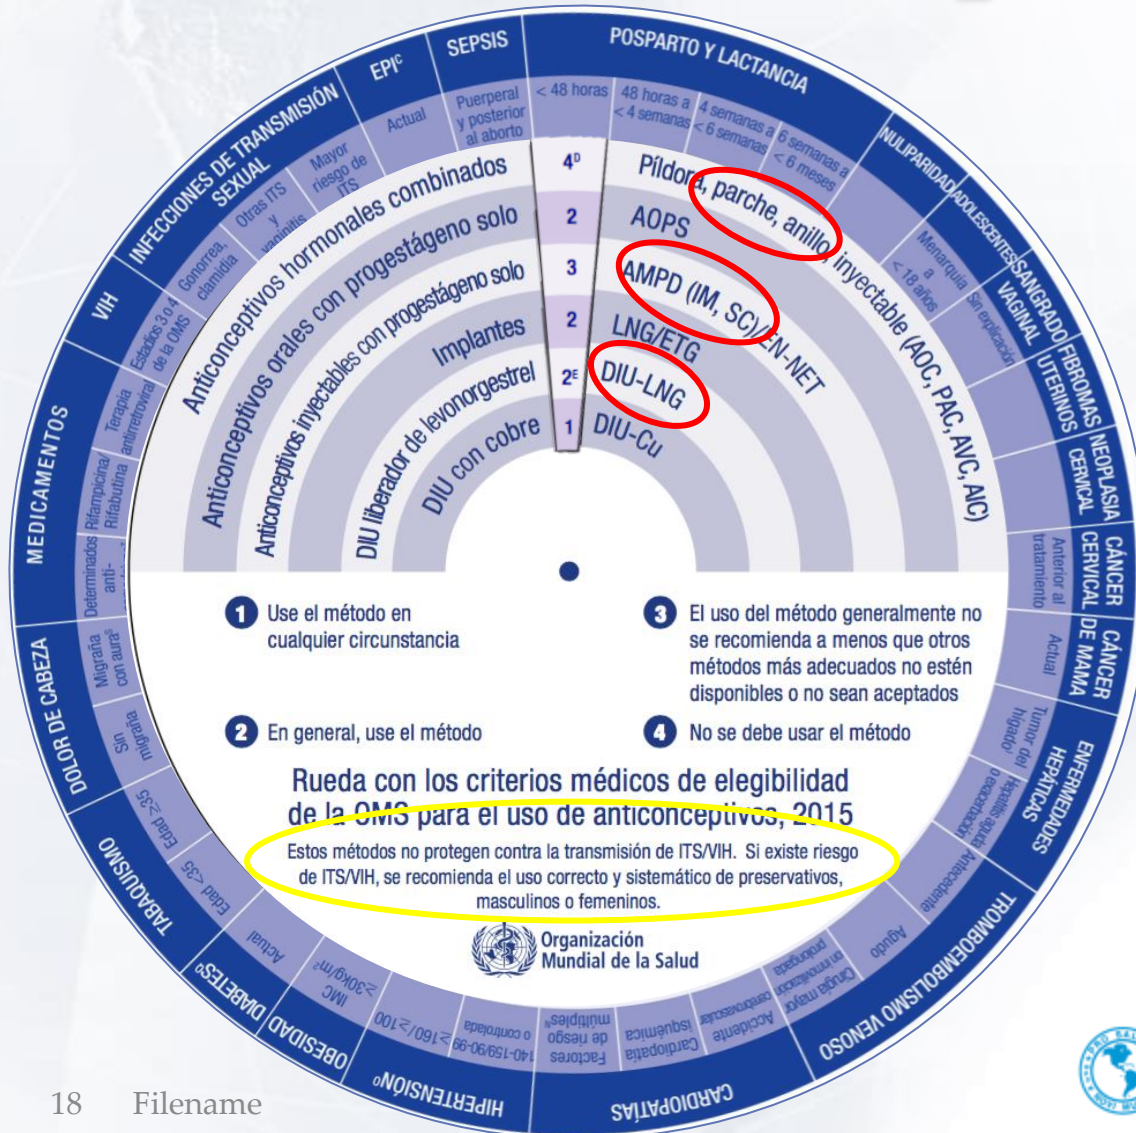 POSPARTO Y LACTANCIA
< 48 horas
48 horas a
< 4 semanas
4 semanas a
< 6 semanas
6 semanas a
< 6 meses
NULIPARIDAD
ADOLESCENTES
Menarquia
a
< 18 años
SANGRADO
VAGINAL
Sin explicación
FIBROMAS
UTERINOS
NEOPLASIA
CERVICAL
CÁNCER
CERVICAL
Anterior al
tratamiento
CÁNCER
DE MAMA
Actual
ENFERMEDADES
HEPÁTICAS
Tumor del
hígado
Hepatitis aguda
o exacerbación
TROMBOEMBOLISMO VENOSO
Antecedente
Agudo
Cirugía mayor
con inmovilización
prolongada
CARDIOPATÍAS
Accidente
cerebrovascular
Cardiopatía
isquémica
Factores
de riesgo
múltiplesᴺ
HIPERTENSIÓNᴺ
140-159/90-99
o controlada
≥160/≥100
OBESIDAD
IMC
≥30kg/m²
DIABETESᴼ
Actual
TABAQUISMO
Edad <35
Edad ≥35
DOLOR DE CABEZA
Sin
migraña
Migraña
con auraˢ
MEDICAMENTOS
Determinados
anti-
Rifampicina/
Rifabutina
Terapia
antirretroviral
VIH
Estadios 3 o 4
de la OMS
INFECCIONES DE TRANSMISIÓN
SEXUAL
Gonorrea,
clamidia
Otras ITS
y
vaginitis
Mayor
riesgo de
ITS
EPIᶜ
Actual
SEPSIS
Puerperal
y posterior
al aborto
Anticonceptivos hormonales combinados 4ᴰ Píldora, parche, anillo, inyectable (AOC, PAC, AVC, AIC)
Anticonceptivos orales con progestágeno solo 2 AOPS
Anticonceptivos inyectables con progestágeno solo 3 AMPD (IM, SC)/EN-NET
Implantes 2 LNG/ETG
DIU liberador de levonorgestrel 2ᴱ DIU-LNG
DIU con cobre 1 DIU-Cu
1 Use el método en
cualquier circunstancia
2 En general, use el método
3 El uso del método generalmente no
se recomienda a menos que otros
métodos más adecuados no estén
disponibles o no sean aceptados
4 No se debe usar el método
Rueda con los criterios médicos de elegibilidad
de la OMS para el uso de anticonceptivos, 2015
Estos métodos no protegen contra la transmisión de ITS/VIH. Si existe riesgo
de ITS/VIH, se recomienda el uso correcto y sistemático de preservativos,
masculinos o femeninos.
Organización
Mundial de la Salud
18 Filename